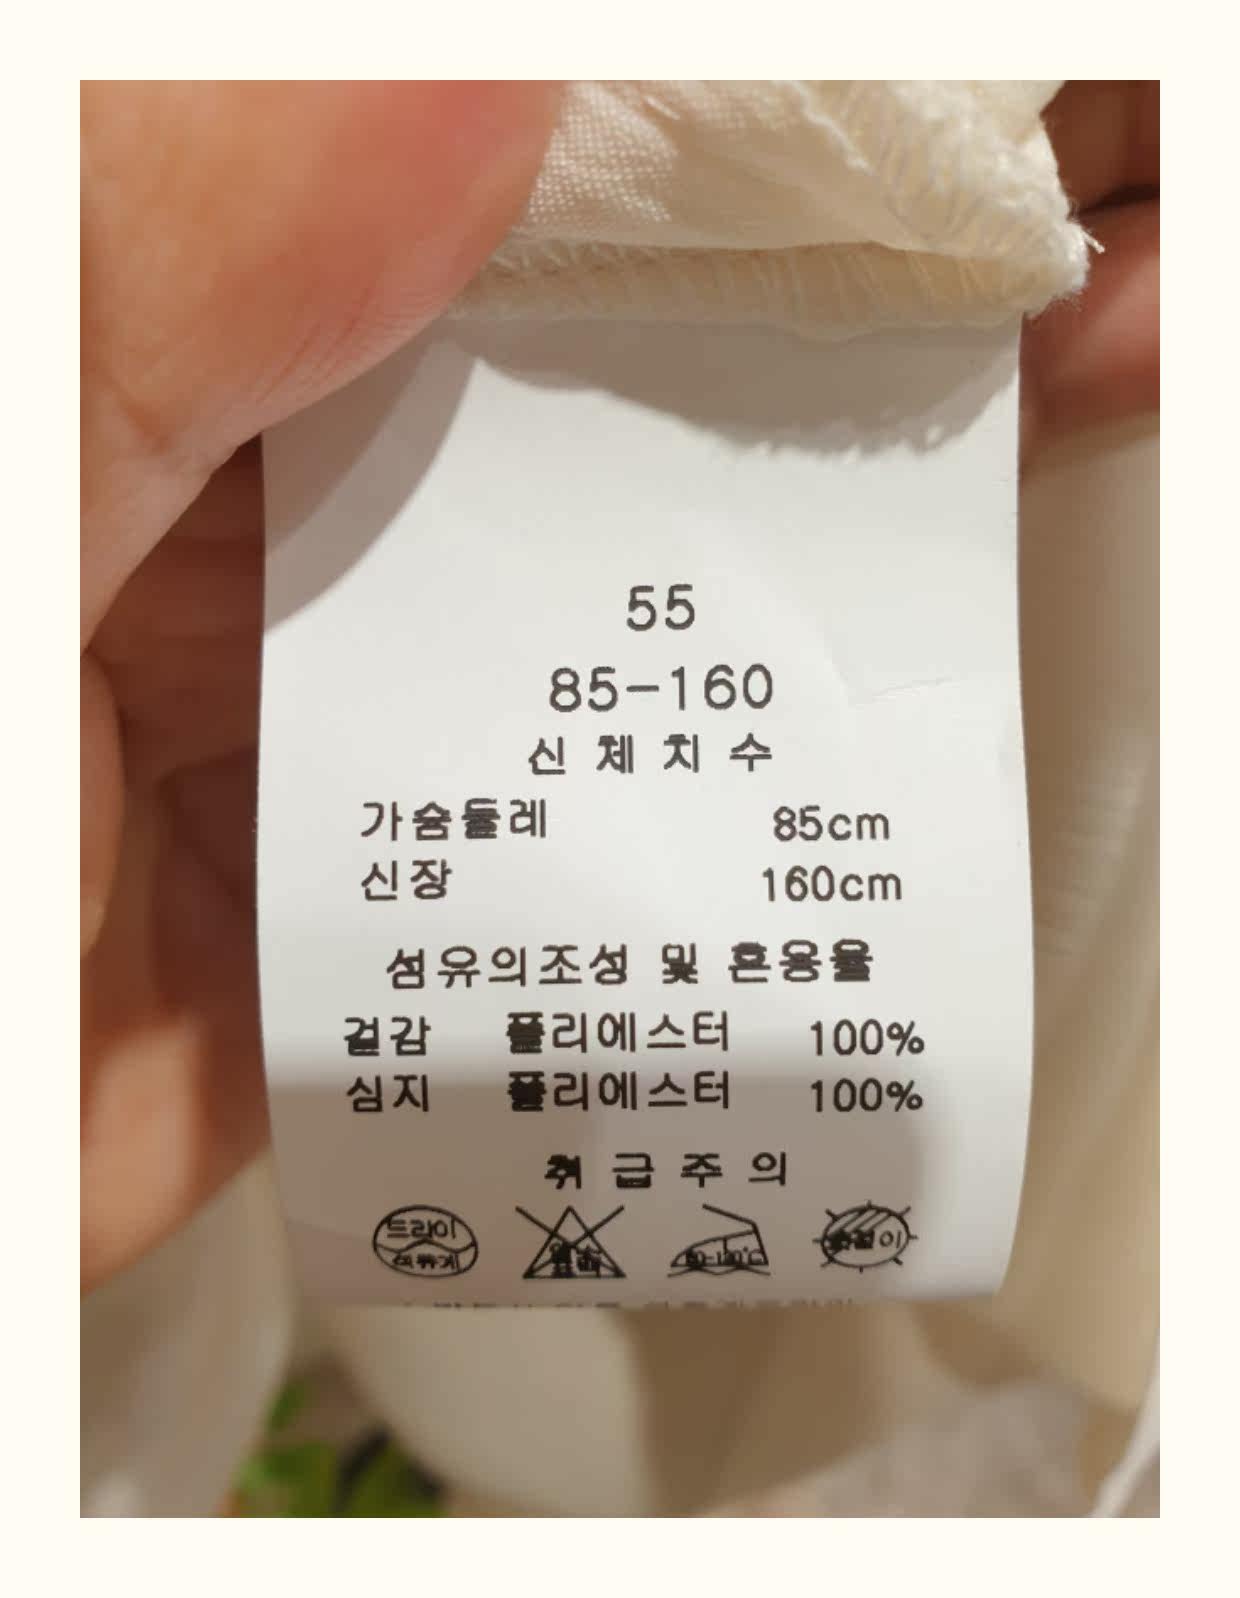 55
85-160
신체치수
가슴둘레 85cm
신장 160cm
섬유의조성 및 혼용율
겉감 폴리에스터 100%
심지 폴리에스터 100%
취급주의
드라이